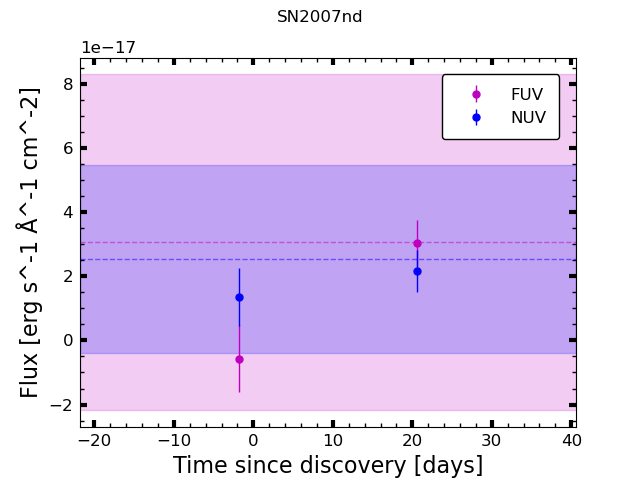 SN2007nd
1e−17
FUV
NUV
8
6
4
2
0
−2
Flux [erg s^-1 Å^-1 cm^-2]
−20 −10 0 10 20 30 40
Time since discovery [days]